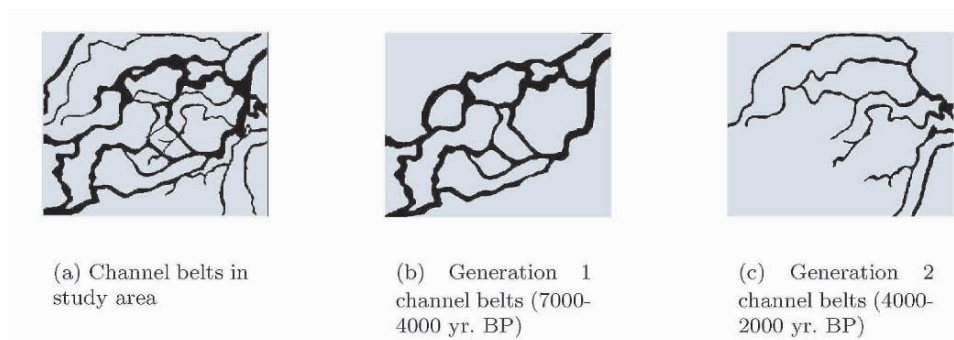 (a) Channel belts in
study area
(b) Generation 1
channel belts (7000-
4000 yr. BP)
(c) Generation 2
channel belts (4000-
2000 yr. BP)